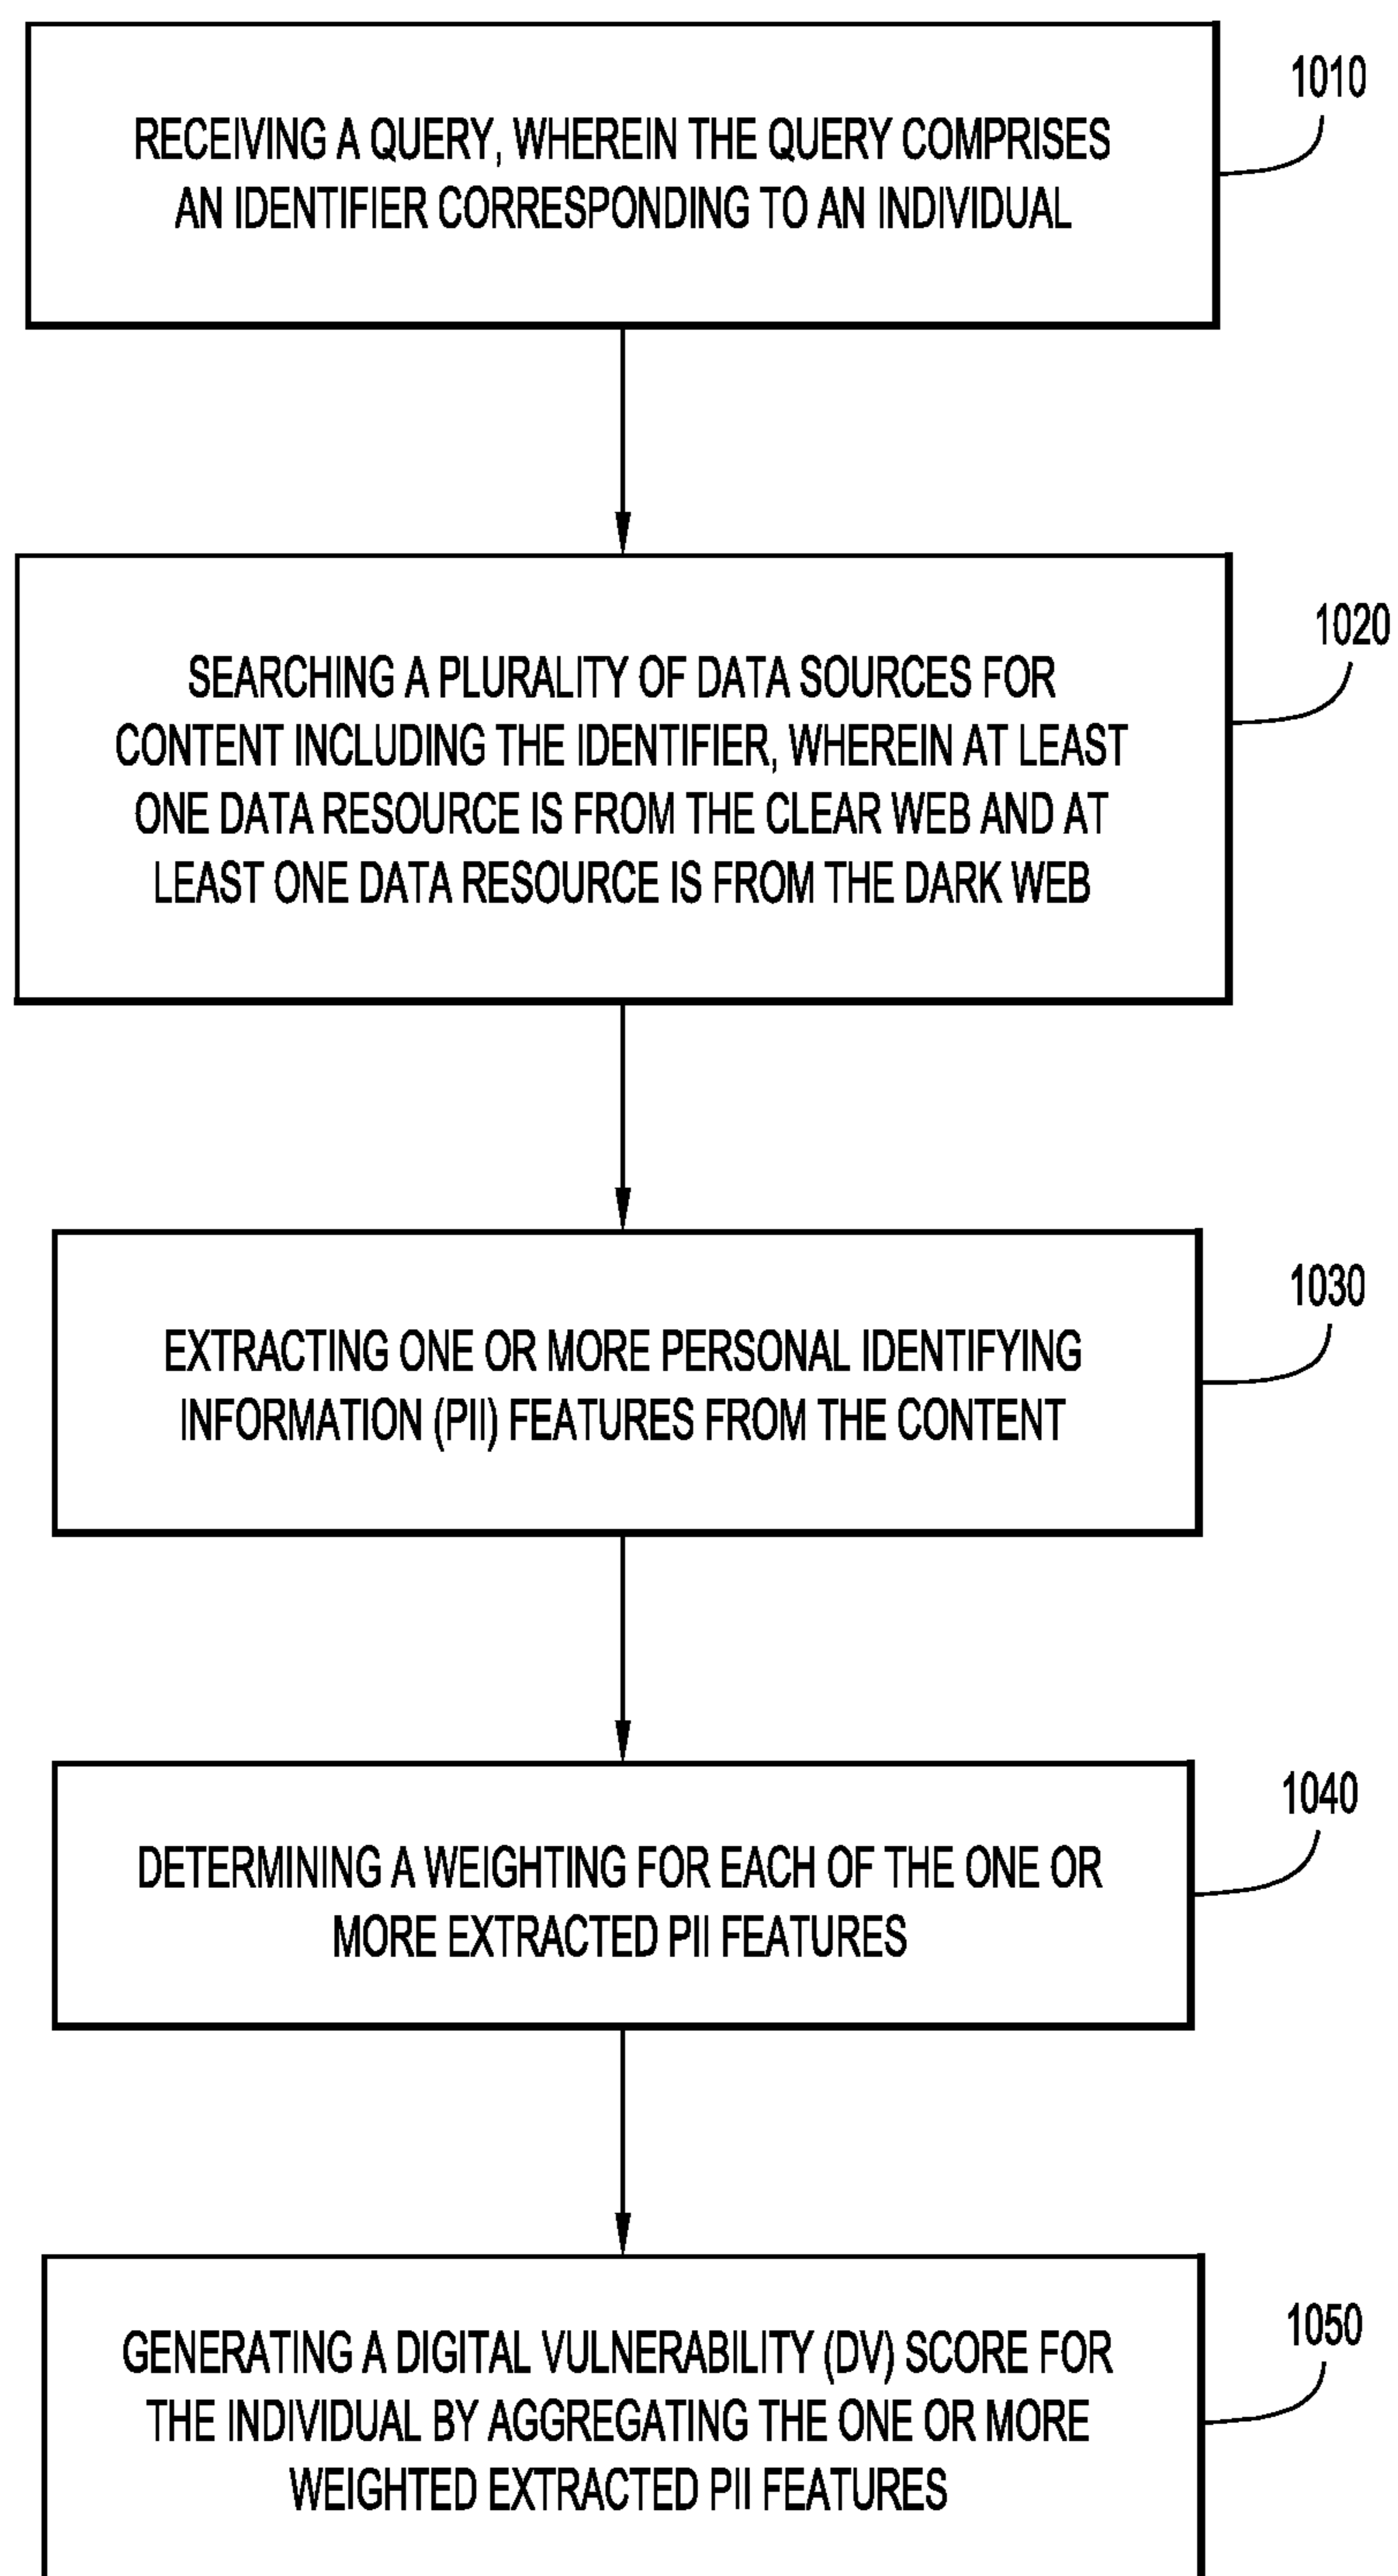 1010
RECEIVING A QUERY, WHEREIN THE QUERY COMPRISES
AN IDENTIFIER CORRESPONDING TO AN INDIVIDUAL
1020
SEARCHING A PLURALITY OF DATA SOURCES FOR
CONTENT INCLUDING THE IDENTIFIER, WHEREIN AT LEAST
ONE DATA RESOURCE IS FROM THE CLEAR WEB AND AT
LEAST ONE DATA RESOURCE IS FROM THE DARK WEB
1030
EXTRACTING ONE OR MORE PERSONAL IDENTIFYING
INFORMATION (PII) FEATURES FROM THE CONTENT
1040
DETERMINING A WEIGHTING FOR EACH OF THE ONE OR
MORE EXTRACTED PII FEATURES
1050
GENERATING A DIGITAL VULNERABILITY (DV) SCORE FOR
THE INDIVIDUAL BY AGGREGATING THE ONE OR MORE
WEIGHTED EXTRACTED PII FEATURES